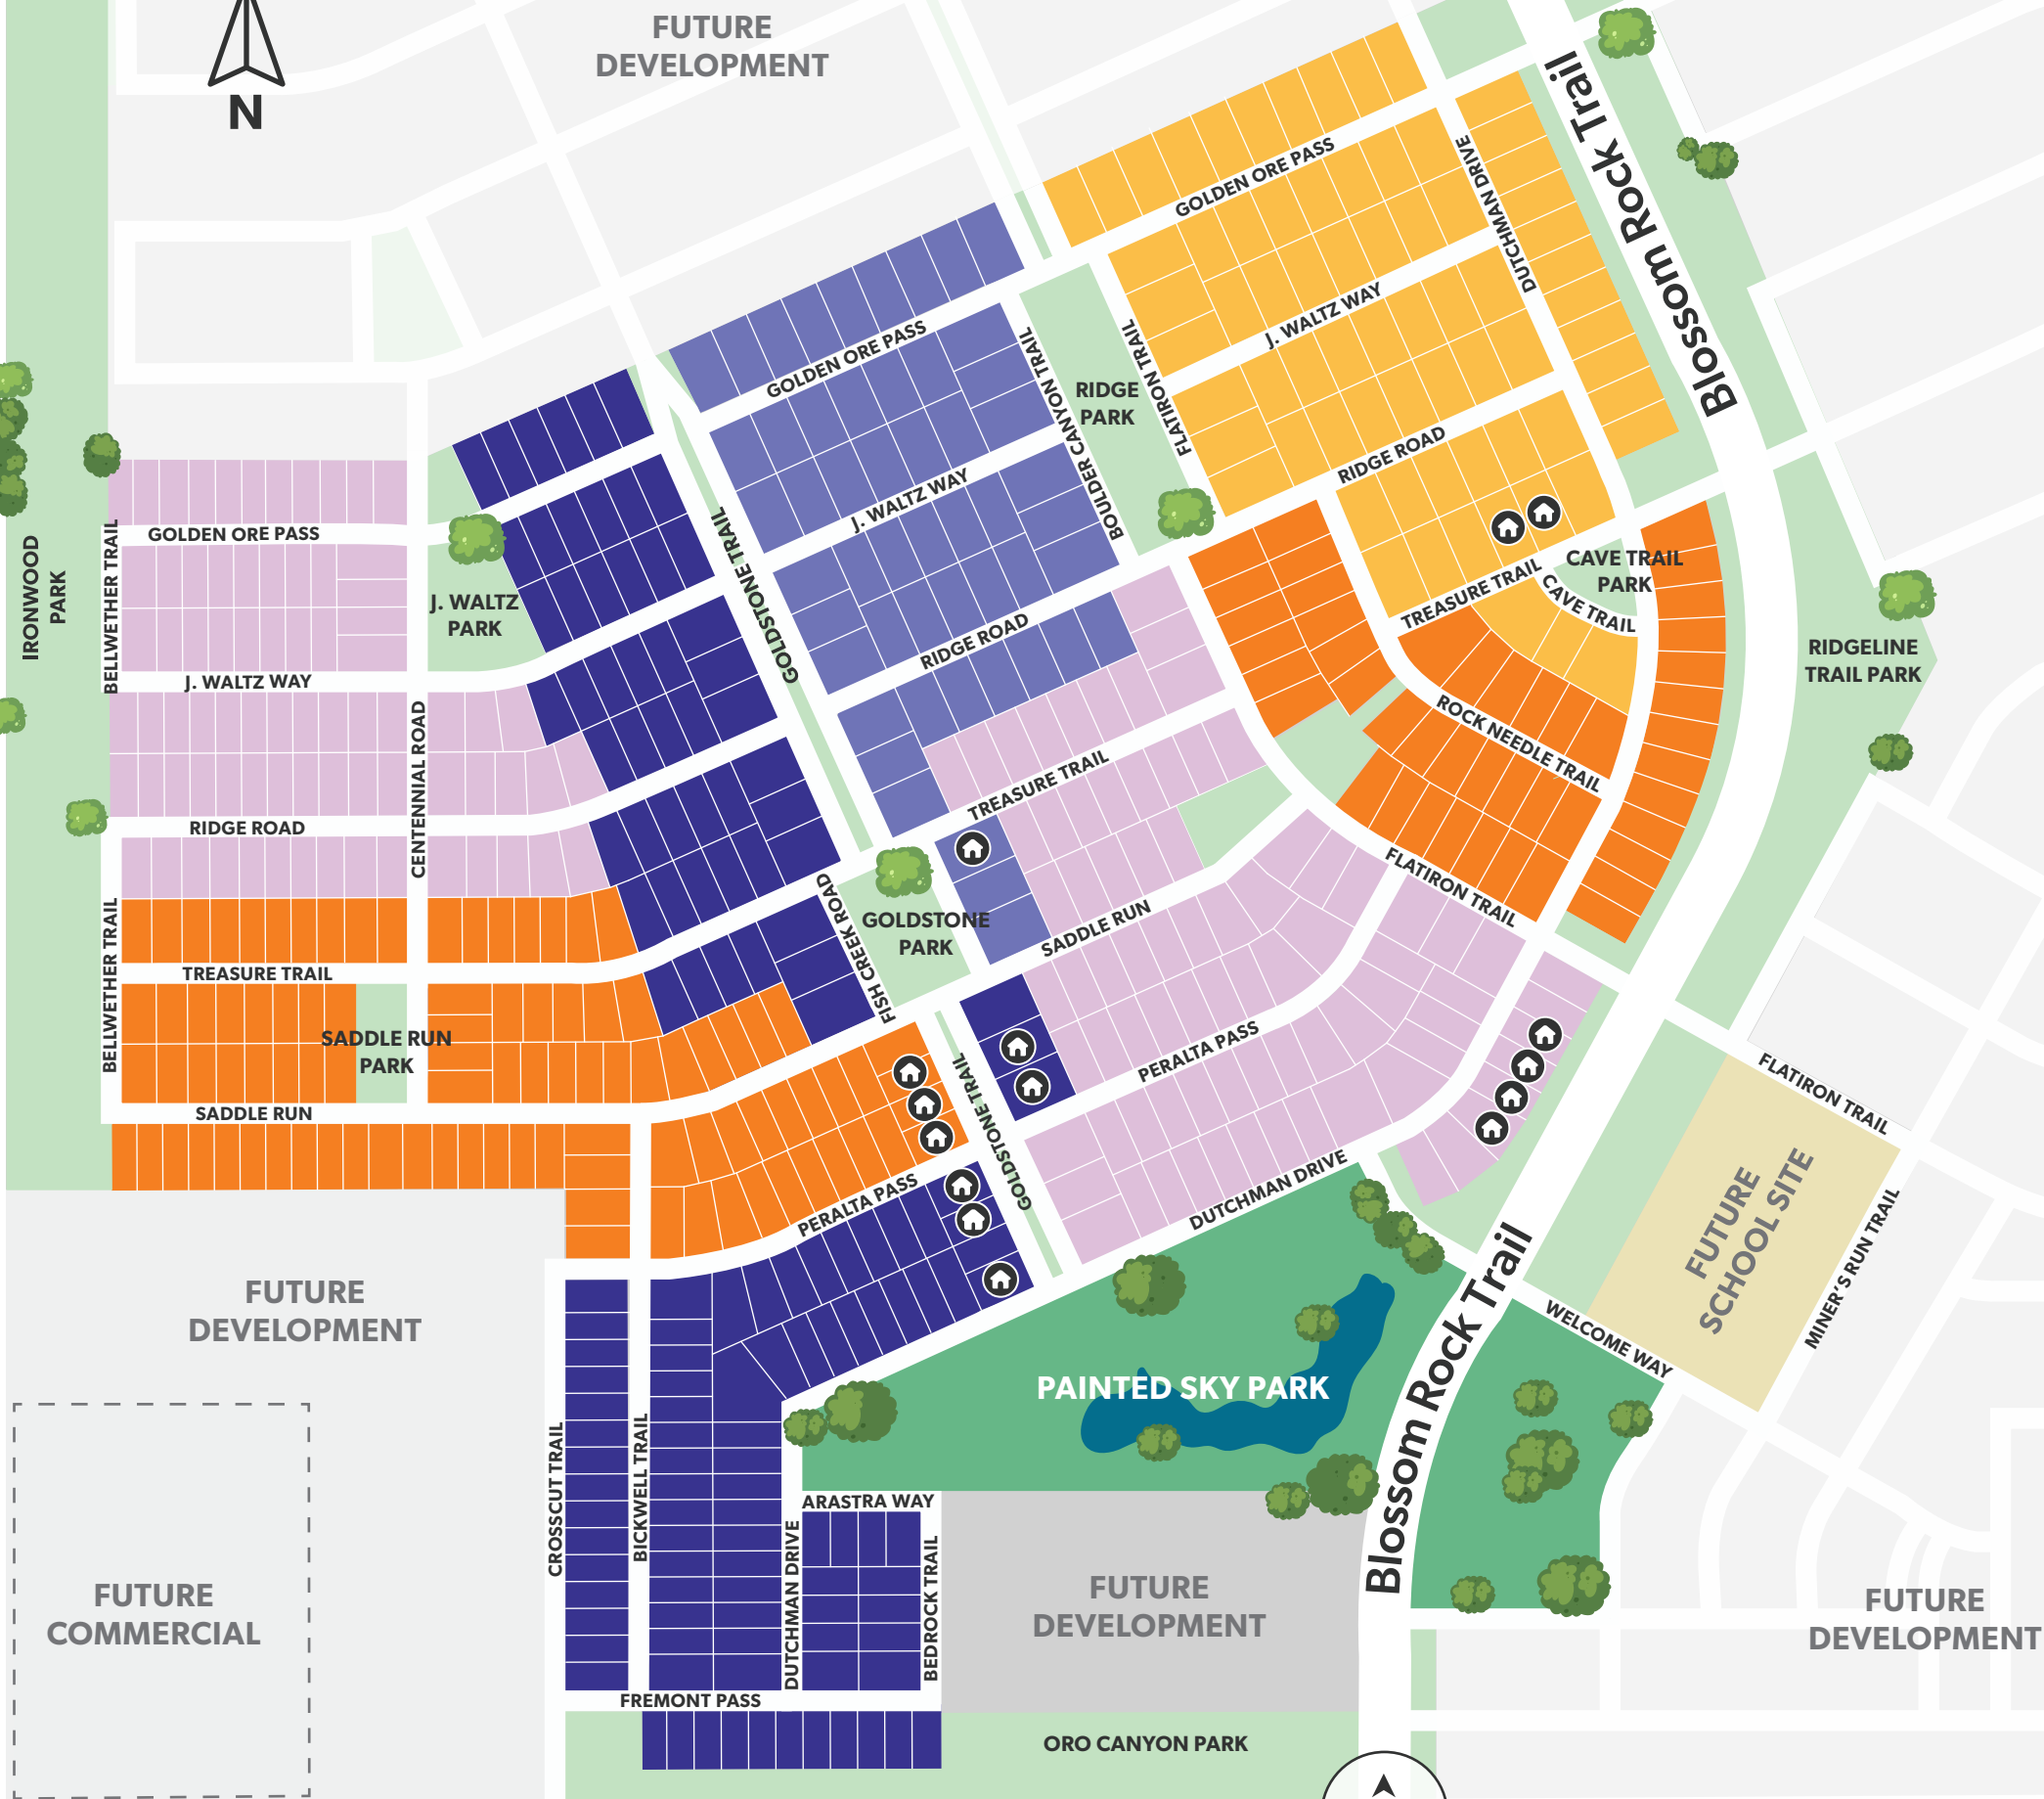 FUTURE
DEVELOPMENT
N
Blossom Rock Trail
GOLDEN ORE PASS
DUTCHMAN DRIVE
J. WALTZ WAY
GOLDEN ORE PASS
BOULDER CANYON TRAIL
RIDGE
PARK
FLATIRON TRAIL
RIDGE ROAD
J. WALTZ WAY
GOLDSTONE TRAIL
IRONWOOD
PARK
BELLWETHER TRAIL
GOLDEN ORE PASS
J. WALTZ
PARK
J. WALTZ WAY
CENTENNIAL ROAD
RIDGE ROAD
CAVE TRAIL
PARK
TREASURE TRAIL
CAVE TRAIL
RIDGELINE
TRAIL PARK
RIDGE ROAD
ROCK NEEDLE TRAIL
TREASURE TRAIL
FLATIRON TRAIL
BELLWETHER TRAIL
TREASURE TRAIL
FISH CREEK ROAD
GOLDSTONE
PARK
SADDLE RUN
SADDLE RUN
PARK
SADDLE RUN
PERALTA PASS
GOLDSTONE TRAIL
PERALTA PASS
DUTCHMAN DRIVE
FLATIRON TRAIL
FUTURE
SCHOOL SITE
MINER'S RUN TRAIL
WELCOME WAY
Blossom Rock Trail
FUTURE
DEVELOPMENT
PAINTED SKY PARK
FUTURE
COMMERCIAL
CROSSCUT TRAIL
BICKWELL TRAIL
DUTCHMAN DRIVE
ARASTRA WAY
BEDROCK TRAIL
FUTURE
DEVELOPMENT
FUTURE
DEVELOPMENT
FREMONT PASS
ORO CANYON PARK